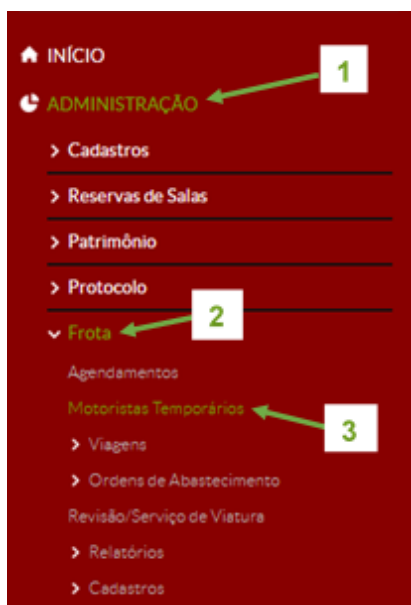 INÍCIO
1
ADMINISTRAÇÃO
Cadastros
Reservas de Salas
Patrimônio
Protocolo
2
Frota
Agendamentos
Motoristas Temporários
3
Viagens
Ordens de Abastecimento
Revisão/Serviço de Viatura
Relatórios
Cadastros